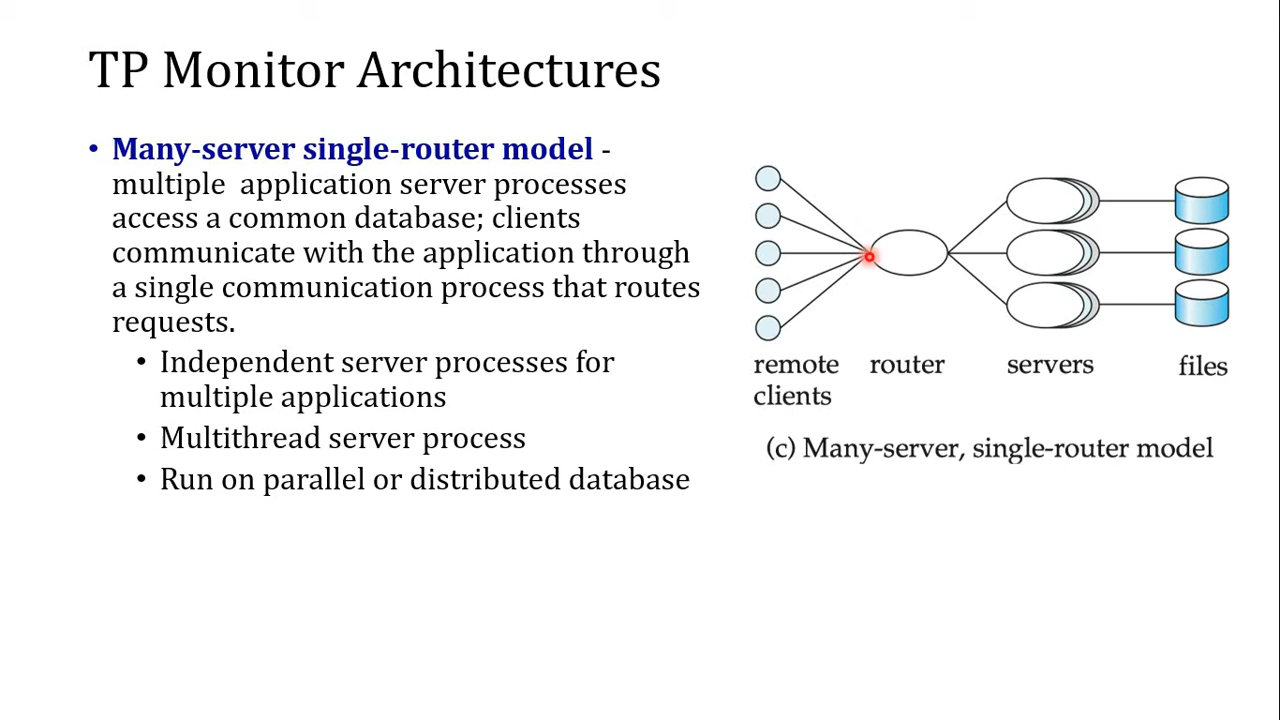 TP Monitor Architectures
• Many-server single-router model -
multiple  application server processes
access a common database; clients
communicate with the application through
a single communication process that routes
requests.
• Independent server processes for
multiple applications
• Multithread server process
• Run on parallel or distributed database
remote
clients
router
servers
files
(c) Many-server, single-router model